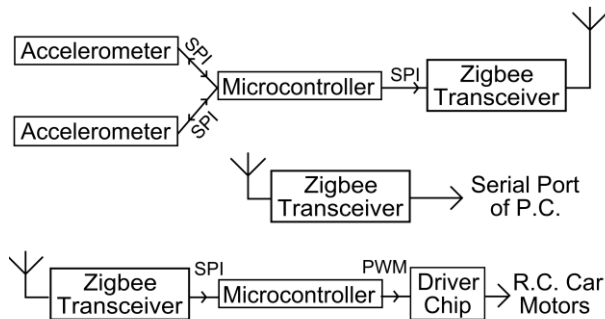 Accelerometer
SPI
SPI
Accelerometer
Microcontroller
SPI
Zigbee
Transceiver
Zigbee
Transceiver
Serial Port
of P.C.
Zigbee
Transceiver
SPI
Microcontroller
PWM
Driver
Chip
R.C. Car
Motors